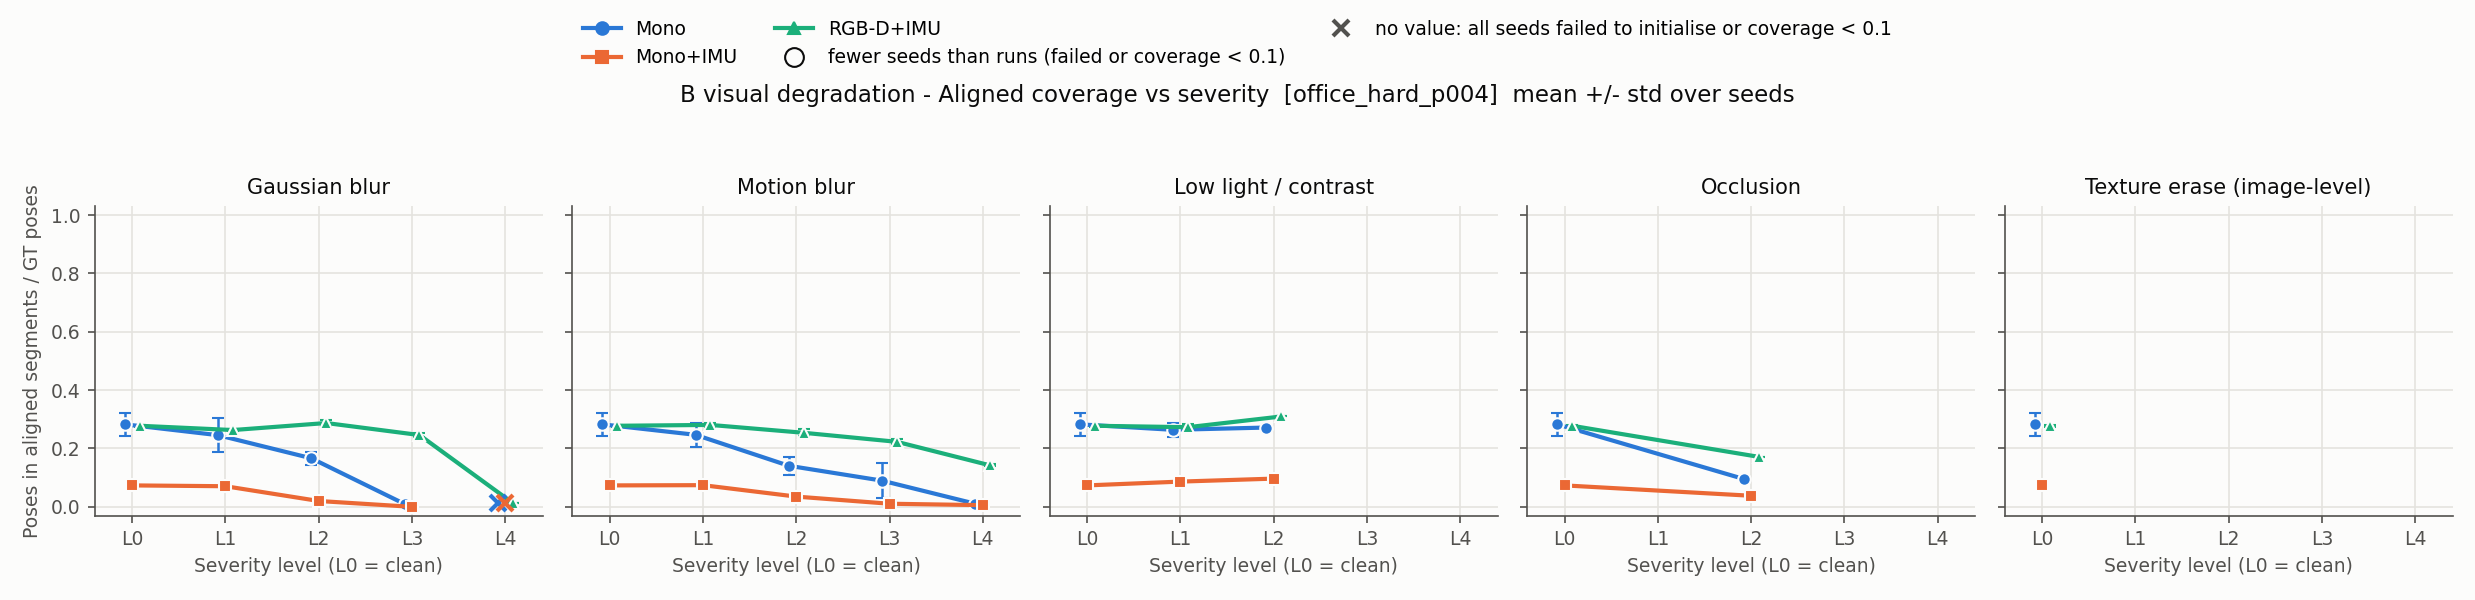 Mono
Mono+IMU
RGB-D+IMU
fewer seeds than runs (failed or coverage < 0.1)
no value: all seeds failed to initialise or coverage < 0.1
B visual degradation - Aligned coverage vs severity [office_hard_p004] mean +/- std over seeds
Poses in aligned segments / GT poses
Gaussian blur
1.0
0.8
0.6
0.4
0.2
0.0
L0 L1 L2 L3 L4
Severity level (L0 = clean)
Motion blur
L0 L1 L2 L3 L4
Severity level (L0 = clean)
Low light / contrast
L0 L1 L2 L3 L4
Severity level (L0 = clean)
Occlusion
L0 L1 L2 L3 L4
Severity level (L0 = clean)
Texture erase (image-level)
L0 L1 L2 L3 L4
Severity level (L0 = clean)